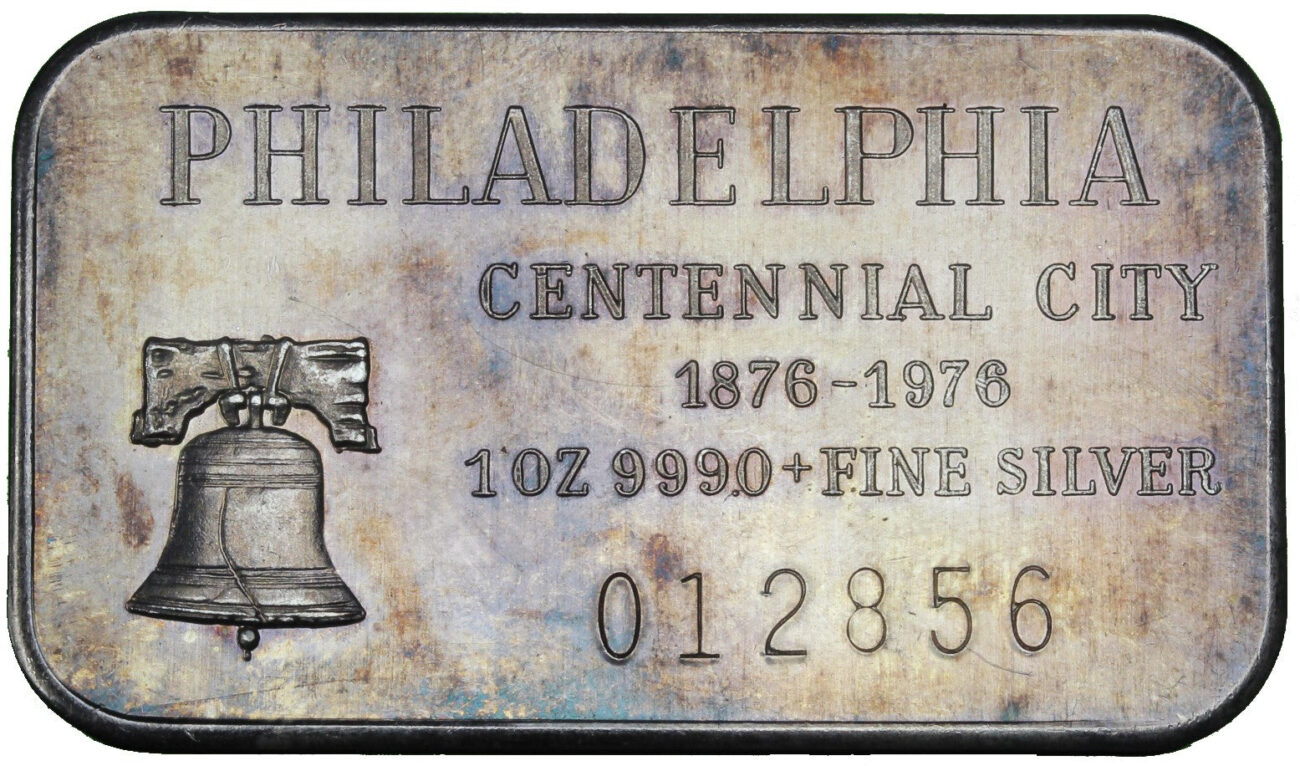 PHILADELPHIA
CENTENNIAL CITY
1876-1976
1 OZ 999.0+ FINE SILVER
012856